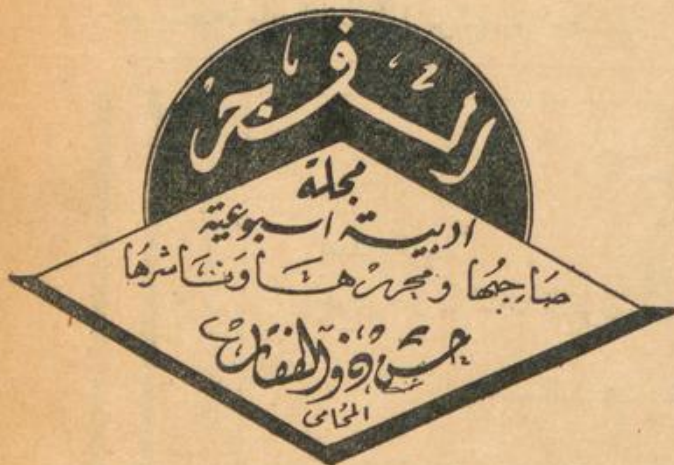 الفجر
مجلة
ادبية اسبوعية
صاحبها ومحررها وناشرها
حسن ذو الفقار
المحامى